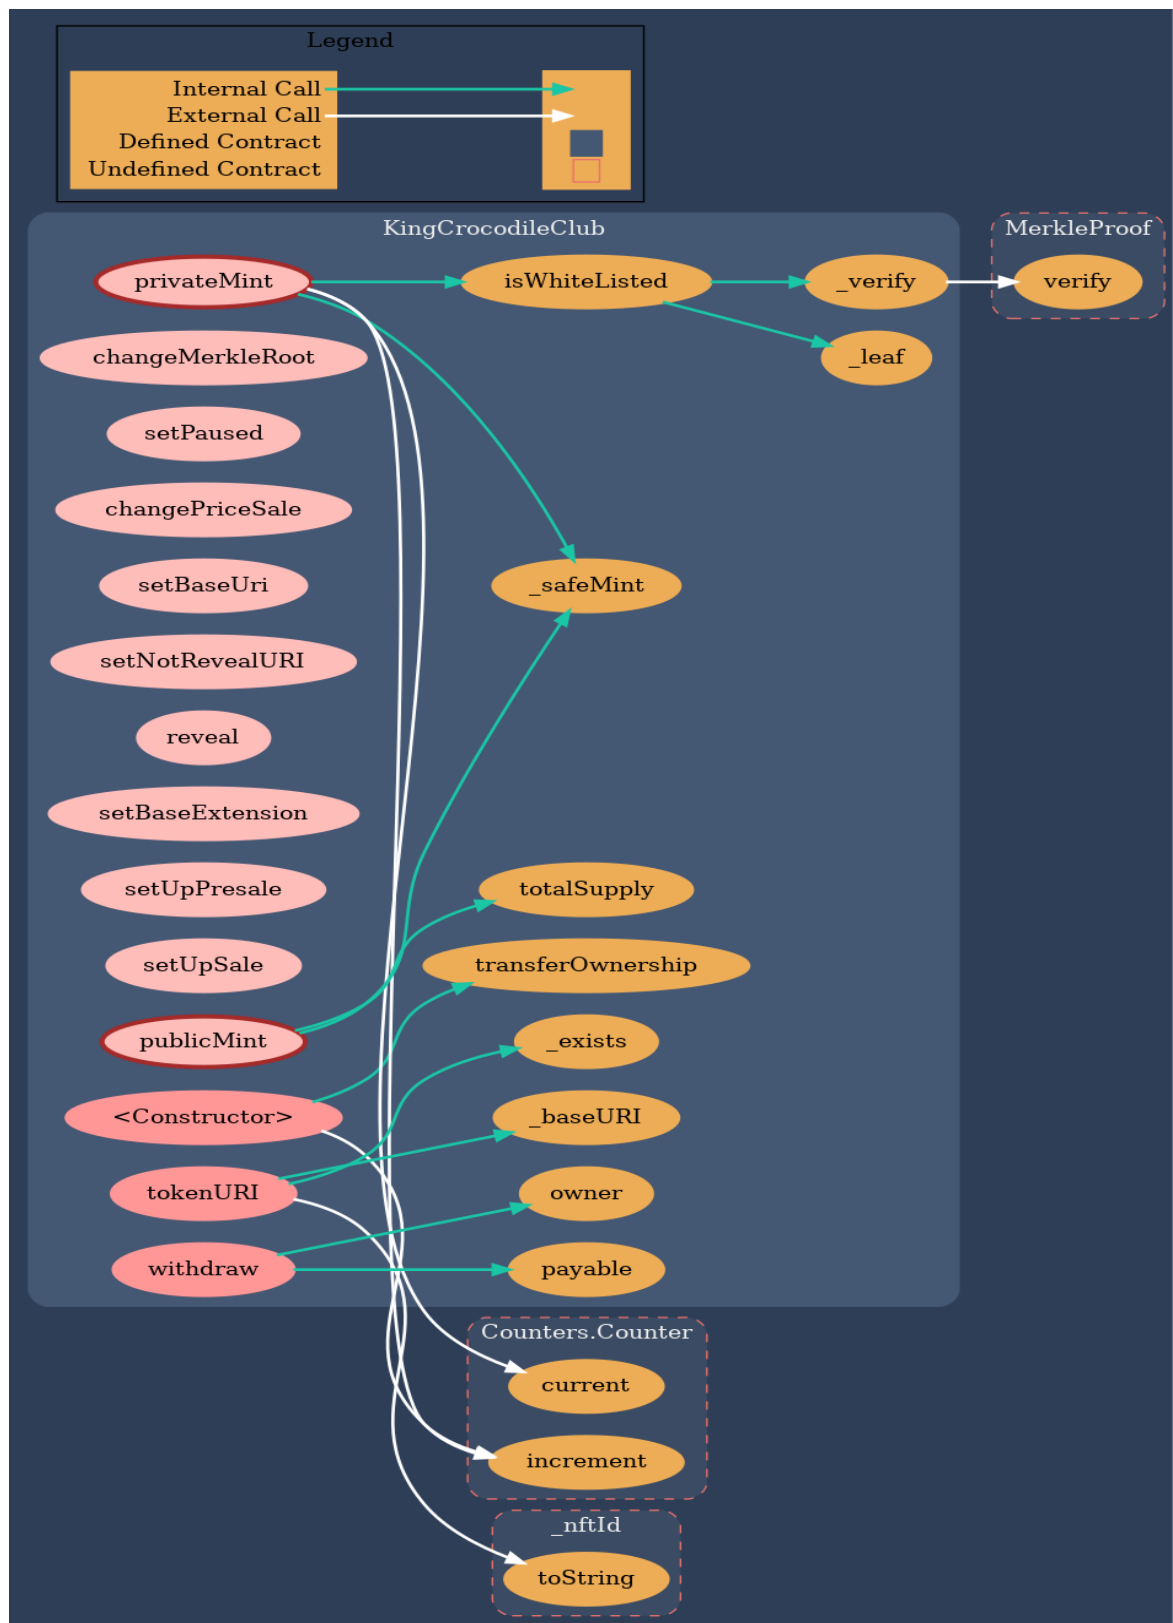 Legend
Internal Call
External Call
Defined Contract
Undefined Contract
KingCrocodileClub
MerkleProof
privateMint
isWhiteListed
_verify
verify
changeMerkleRoot
_leaf
setPaused
changePriceSale
setBaseUri
_safeMint
setNotRevealURI
reveal
setBaseExtension
setUpPresale
totalSupply
setUpSale
transferOwnership
publicMint
_exists
<Constructor>
_baseURI
tokenURI
owner
withdraw
payable
Counters.Counter
current
increment
_nftId
toString